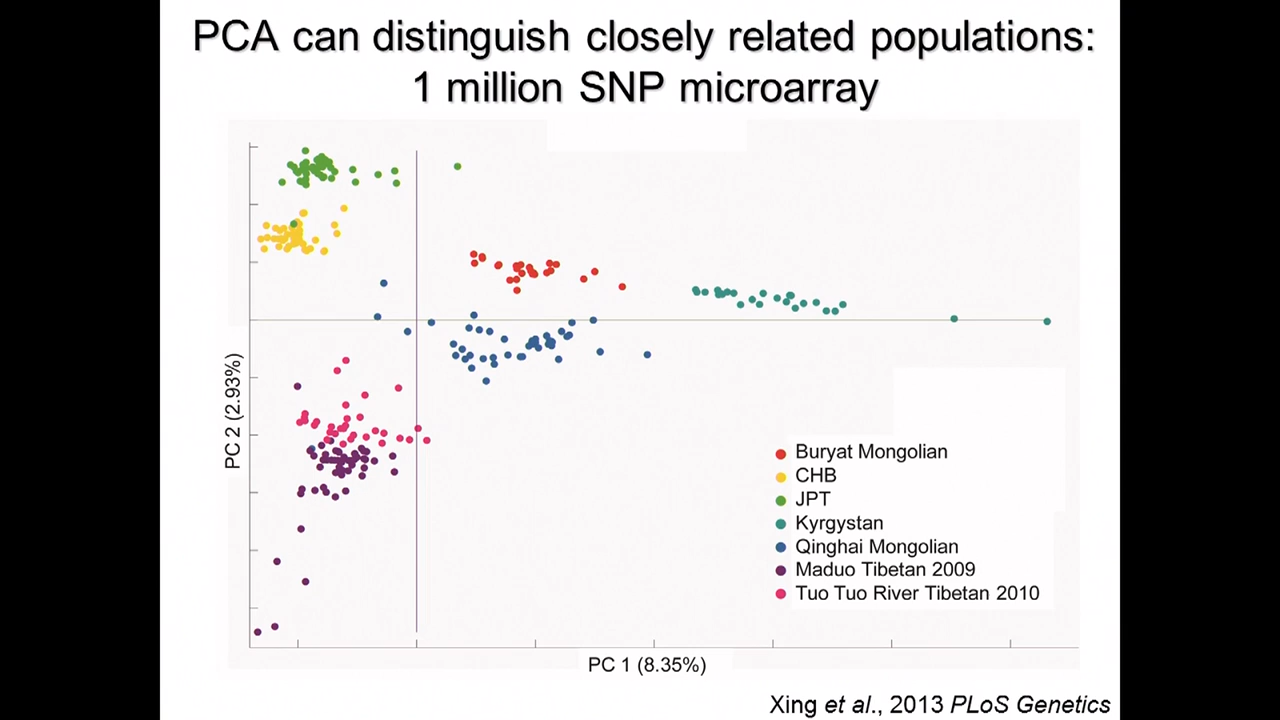 PCA can distinguish closely related populations:
1 million SNP microarray
PC 2 (2.93%)
Buryat Mongolian
CHB
JPT
Kyrgystan
Qinghai Mongolian
Maduo Tibetan 2009
Tuo Tuo River Tibetan 2010
PC 1 (8.35%)
Xing et al., 2013 PLoS Genetics